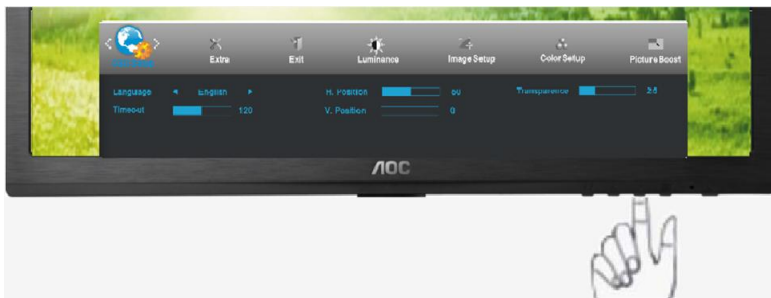 Extra Exit Luminance Image Setup Color Setup Picture Boost
Language English H. Position 50 Transparence 25
Timeout 120 V. Position 0
AOC